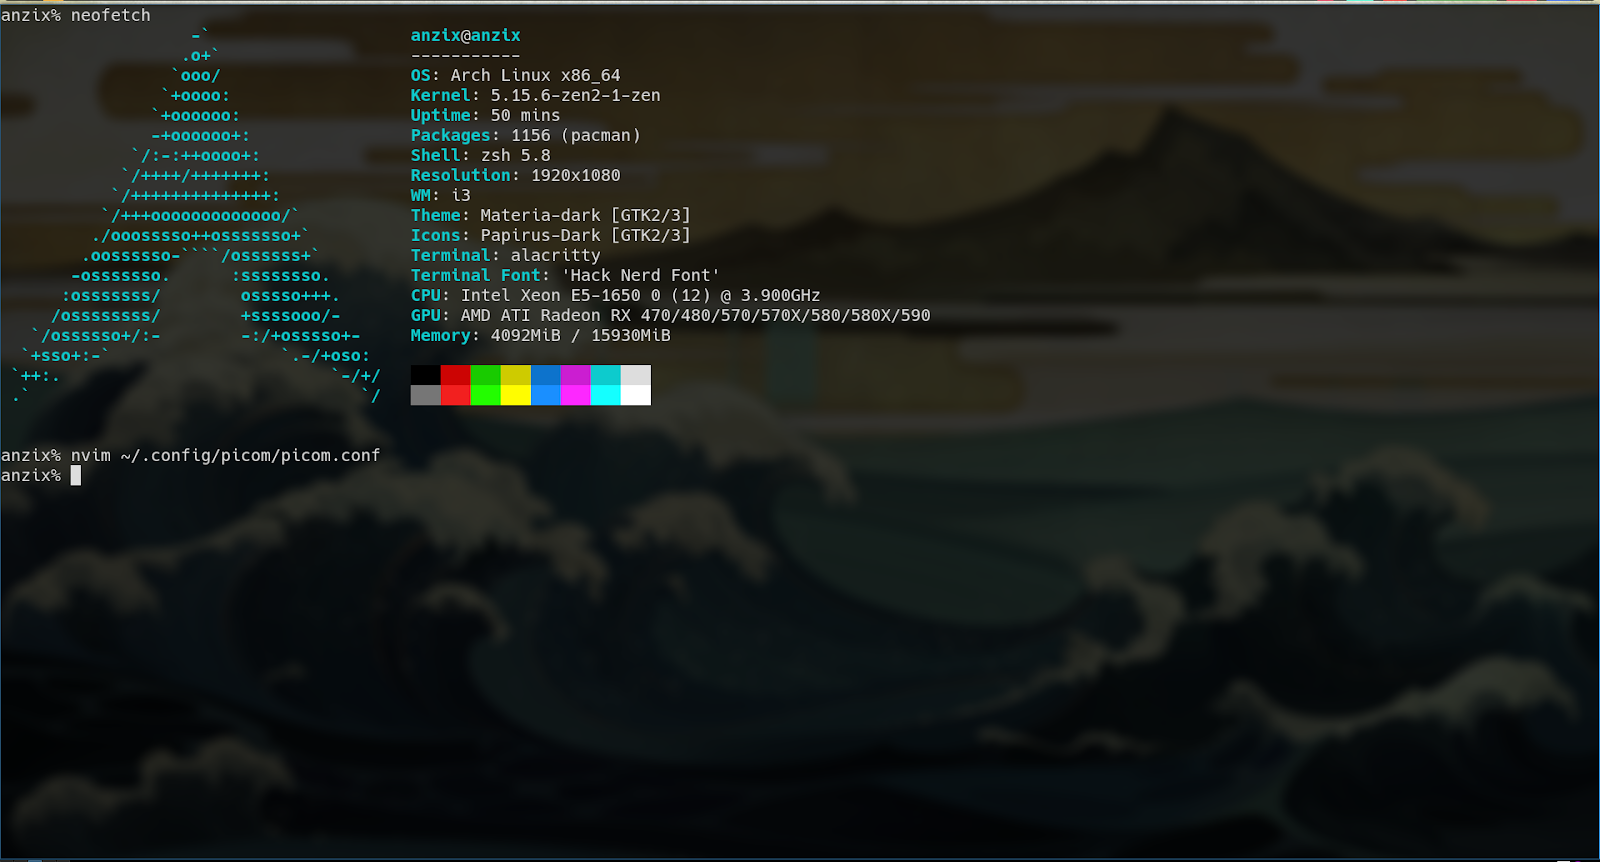 anzix% neofetch
                   -`
                  .o+`
                 `ooo/
                `+oooo:
               `+oooooo:
               -+oooooo+:
             `/:-:++oooo+:
            `/++++/+++++++:
           `/++++++++++++++:
          `/+++ooooooooooooo/`
         ./ooosssso++osssssso+`
        .oossssso-````/ossssss+`
       -osssssso.      :ssssssso.
      :osssssss/        osssso+++.
     /ossssssss/        +ssssooo/-
   `/ossssso+/:-        -:/+osssso+-
  `+sso+:-`                 `.-/+oso:
 `++:.                           `-/+/
 .`                                 `/
anzix@anzix
-----------
OS: Arch Linux x86_64
Kernel: 5.15.6-zen2-1-zen
Uptime: 50 mins
Packages: 1156 (pacman)
Shell: zsh 5.8
Resolution: 1920x1080
WM: i3
Theme: Materia-dark [GTK2/3]
Icons: Papirus-Dark [GTK2/3]
Terminal: alacritty
Terminal Font: 'Hack Nerd Font'
CPU: Intel Xeon E5-1650 0 (12) @ 3.900GHz
GPU: AMD ATI Radeon RX 470/480/570/570X/580/580X/590
Memory: 4092MiB / 15930MiB
anzix% nvim ~/.config/picom/picom.conf
anzix%